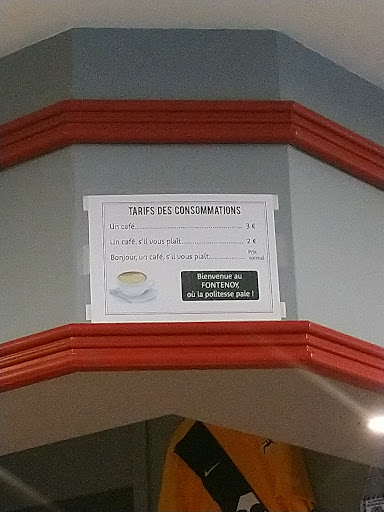 TARIFS DES CONSOMMATIONS
Un café.......................................................... 3 €
Un café, s'il vous plaît................................ 2 €
Bonjour, un café, s'il vous plaît................ Prix normal
Bienvenue au
FONTENOY,
où la politesse paie !